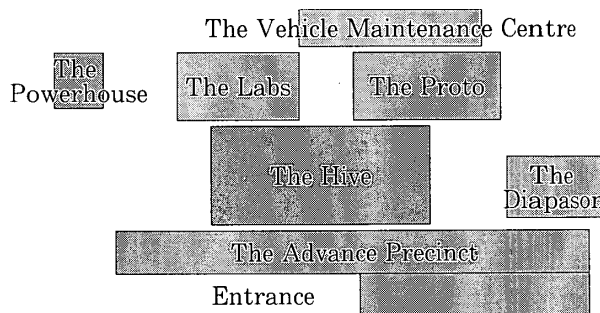 The Vehicle Maintenance Centre
The
Powerhouse
The Labs
The Proto
The Hive
The
Diapason
The Advance Precinct
Entrance